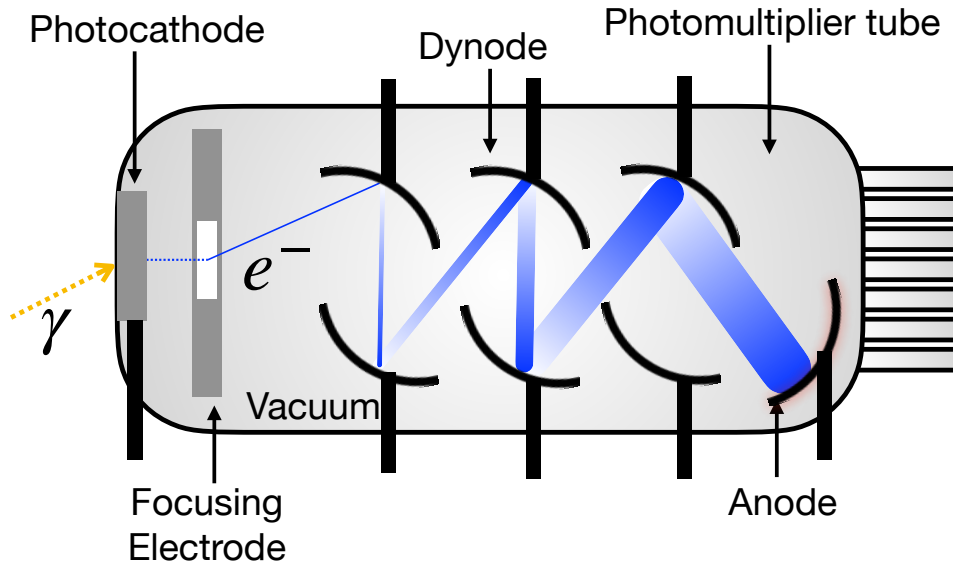 Photocathode
Dynode
Photomultiplier tube
γ
e−
Vacuum
Focusing
Electrode
Anode